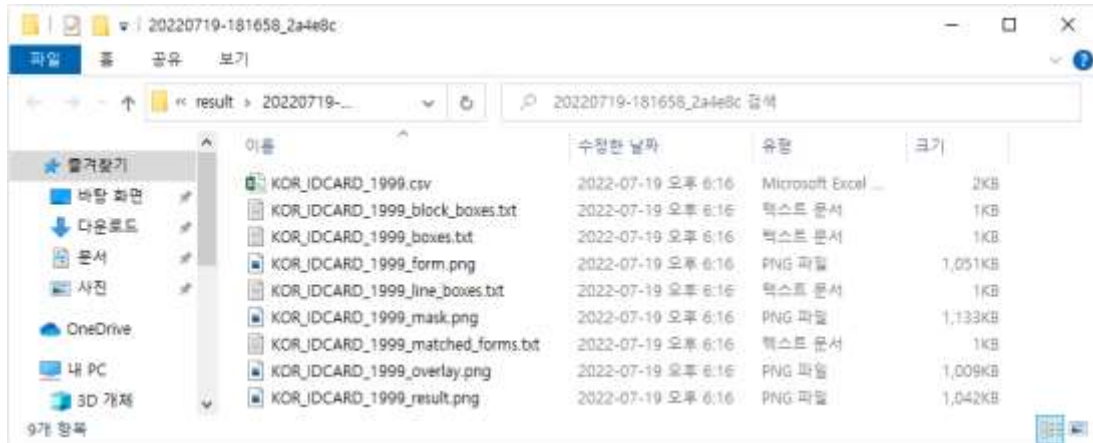 20220719-181658_2a4e8c
파일 홈 공유 보기
« result › 20220719-...
20220719-181658_2a4e8c 검색
이름 수정한 날짜 유형 크기
즐겨찾기
바탕 화면
다운로드
문서
사진
OneDrive
내 PC
3D 개체
KOR_IDCARD_1999.csv 2022-07-19 오후 6:16 Microsoft Excel ... 2KB
KOR_IDCARD_1999_block_boxes.txt 2022-07-19 오후 6:16 텍스트 문서 1KB
KOR_IDCARD_1999_boxes.txt 2022-07-19 오후 6:16 텍스트 문서 1KB
KOR_IDCARD_1999_form.png 2022-07-19 오후 6:16 PNG 파일 1,051KB
KOR_IDCARD_1999_line_boxes.txt 2022-07-19 오후 6:16 텍스트 문서 1KB
KOR_IDCARD_1999_mask.png 2022-07-19 오후 6:16 PNG 파일 1,133KB
KOR_IDCARD_1999_matched_forms.txt 2022-07-19 오후 6:16 텍스트 문서 1KB
KOR_IDCARD_1999_overlay.png 2022-07-19 오후 6:16 PNG 파일 1,009KB
KOR_IDCARD_1999_result.png 2022-07-19 오후 6:16 PNG 파일 1,042KB
9개 항목